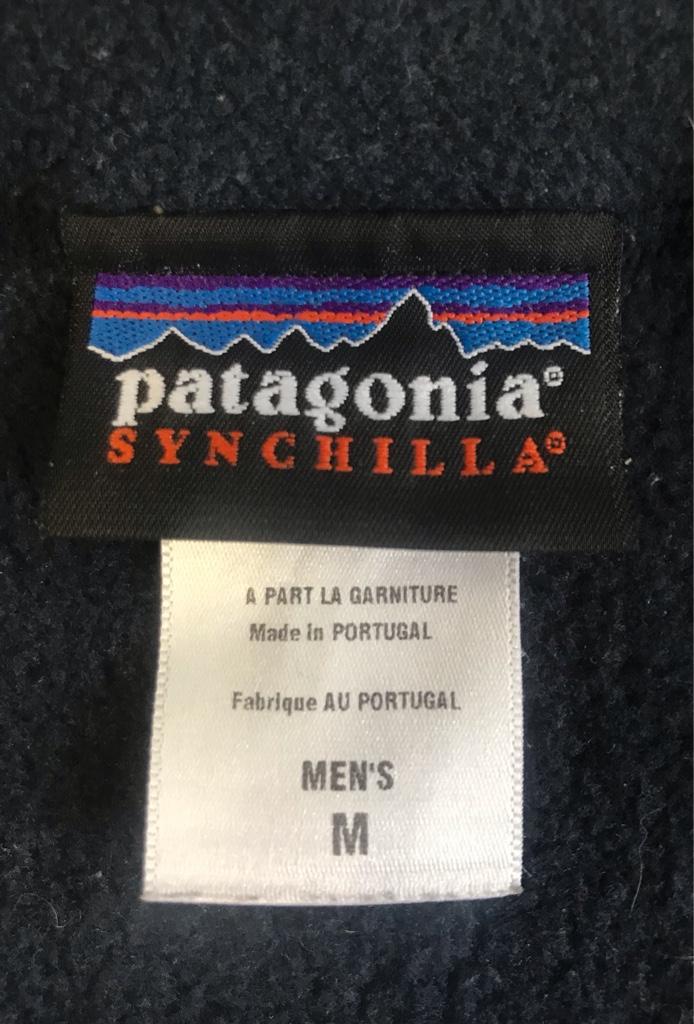 patagonia®
SYNCHILLA®
A PART LA GARNITURE
Made in PORTUGAL
Fabrique AU PORTUGAL
MEN'S
M